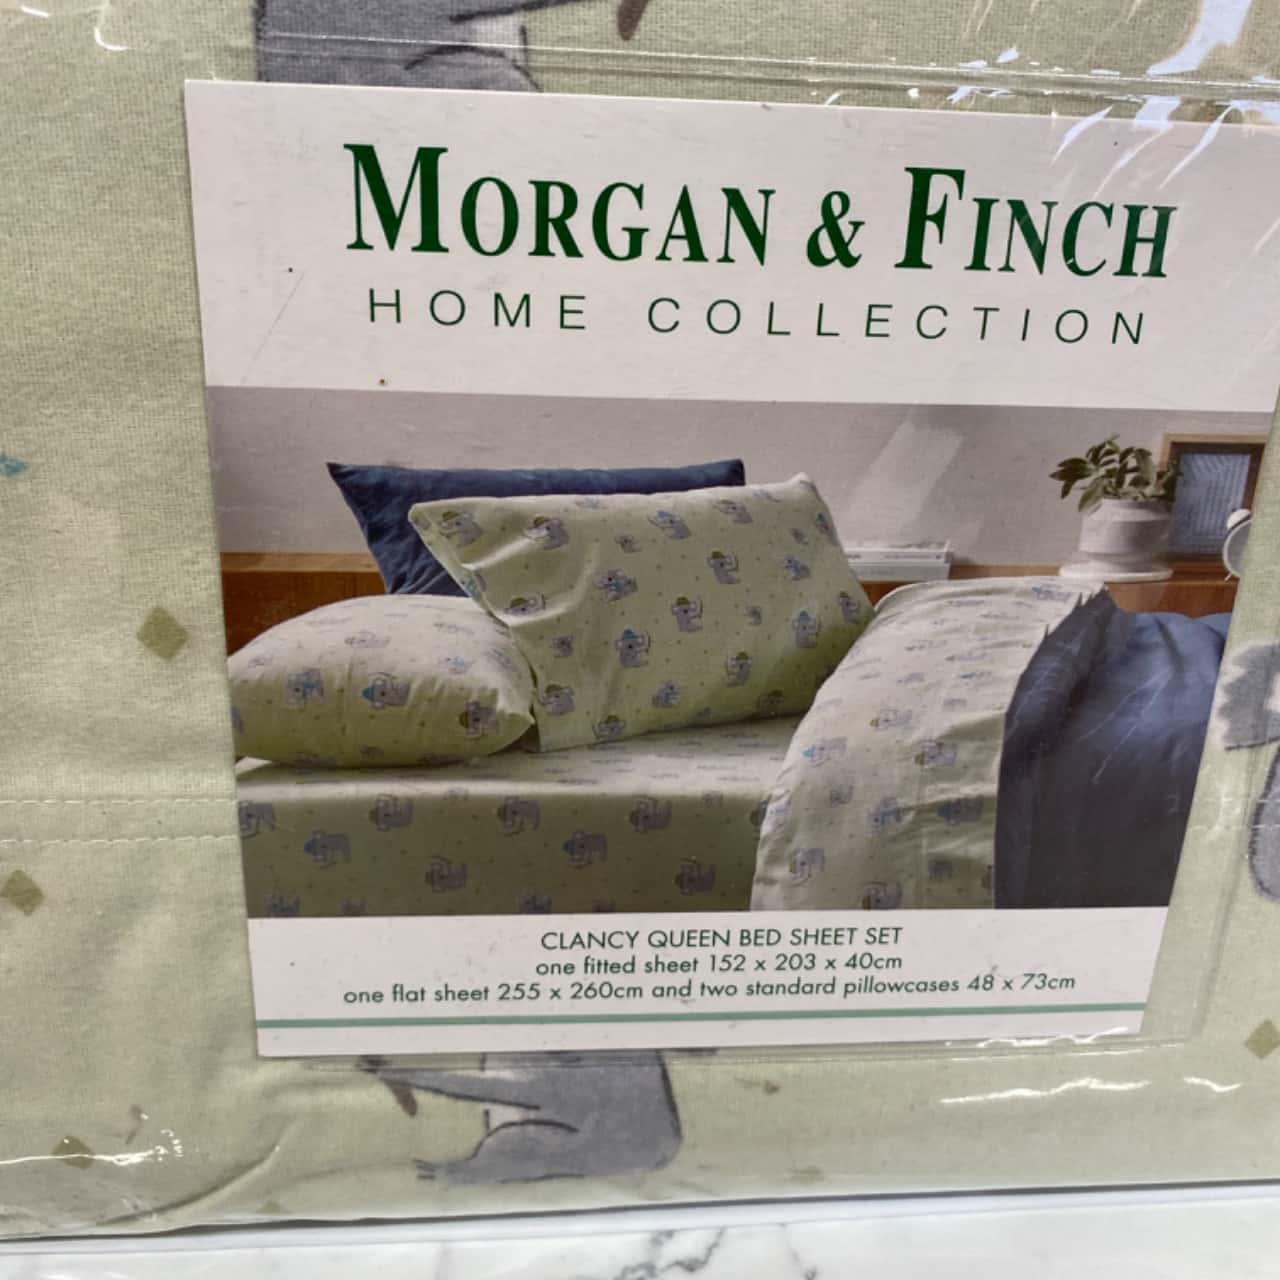 MORGAN & FINCH
HOME COLLECTION
CLANCY QUEEN BED SHEET SET
one fitted sheet 152 x 203 x 40cm
one flat sheet 255 x 260cm and two standard pillowcases 48 x 73cm